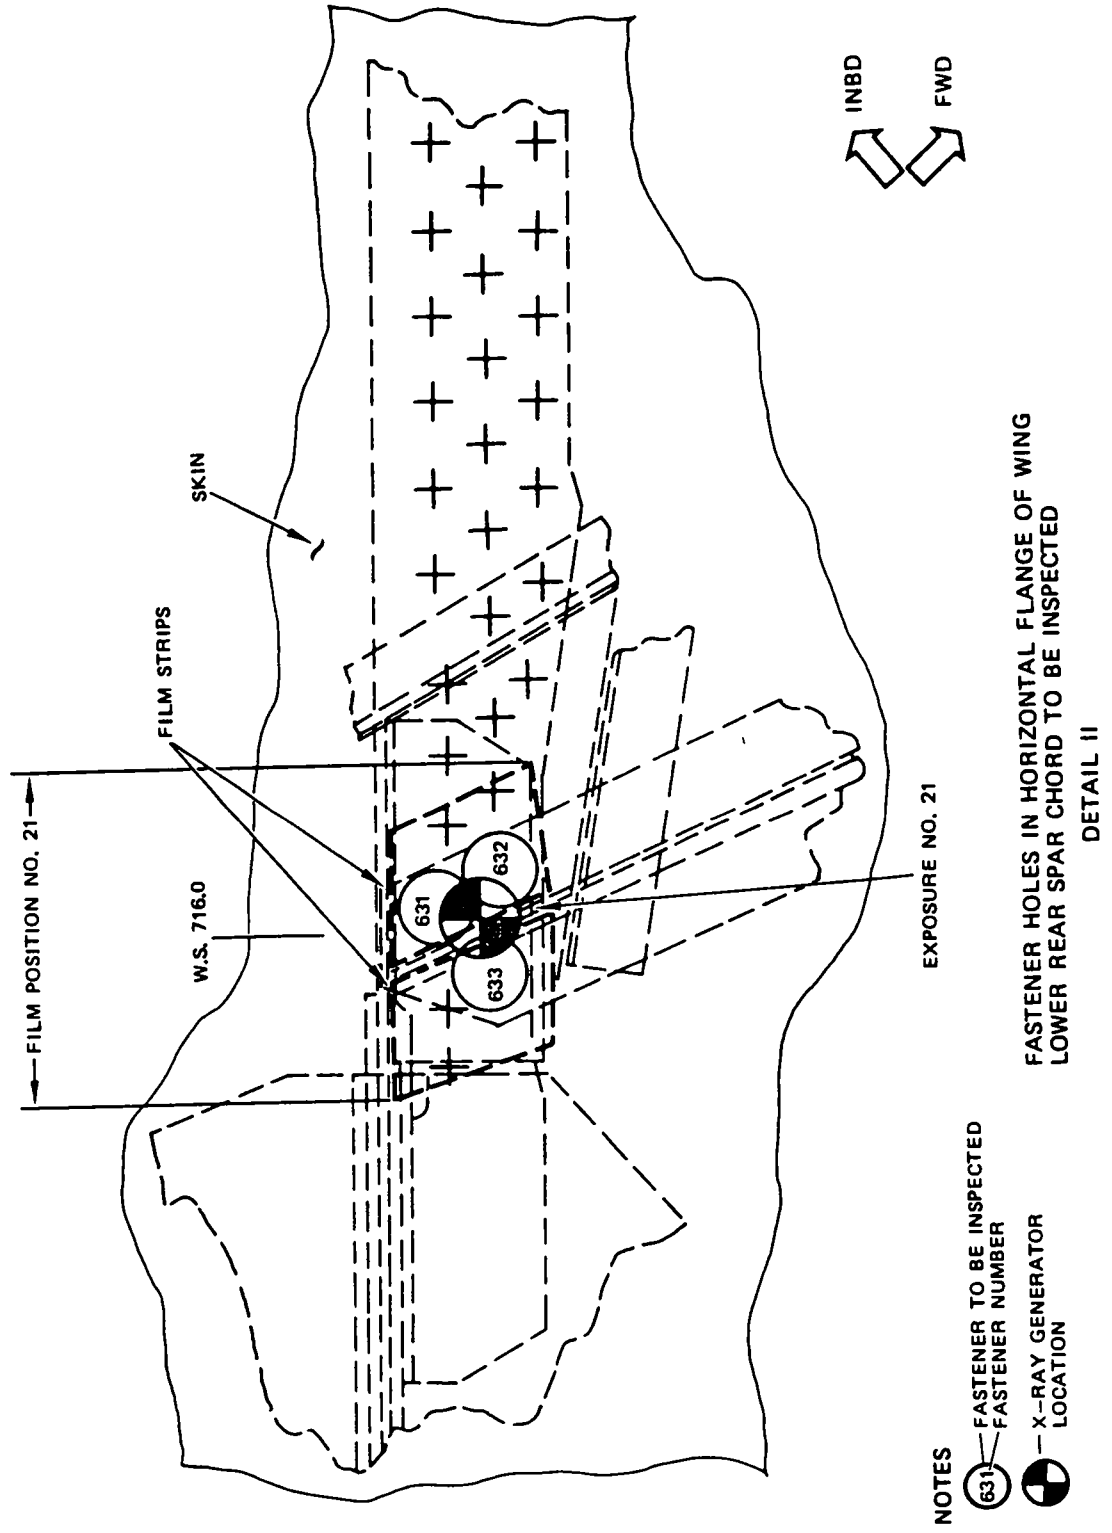 FILM POSITION NO. 21
W.S. 716.0
FILM STRIPS
SKIN
INBD
FWD
631
632
633
EXPOSURE NO. 21
NOTES
631
FASTENER TO BE INSPECTED
FASTENER NUMBER
X-RAY GENERATOR
LOCATION
FASTENER HOLES IN HORIZONTAL FLANGE OF WING
LOWER REAR SPAR CHORD TO BE INSPECTED
DETAIL II